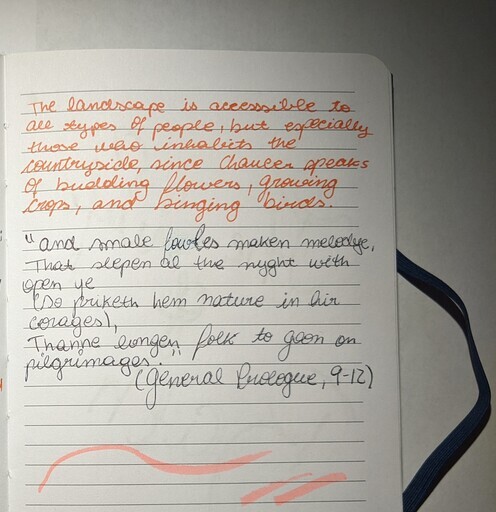 The landscape is accesssible to
all types of people, but especially
those who inhabits the
countryside, since Chaucer speaks
of budding flowers, growing
crops, and singing birds.
"and smale fowles maken melodye,
That slepen al the nyght with
open ye
(So priketh hem nature in hir
corages),
Thanne longen folk to goon on
pilgrimages."
(General Prologue, 9-12)